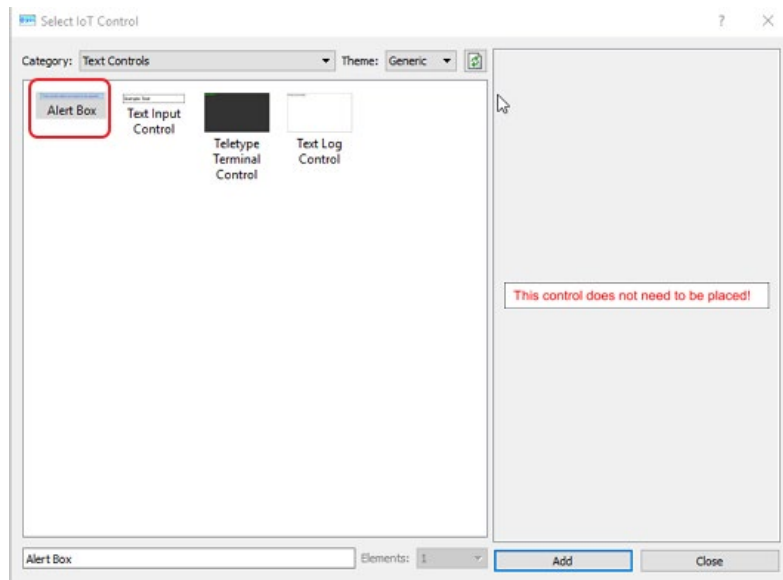 Select IoT Control
?
Category: Text Controls
Theme: Generic
Alert Box
Text Input
Control
Teletype
Terminal
Control
Text Log
Control
This control does not need to be placed!
Alert Box
Elements: 1
Add
Close